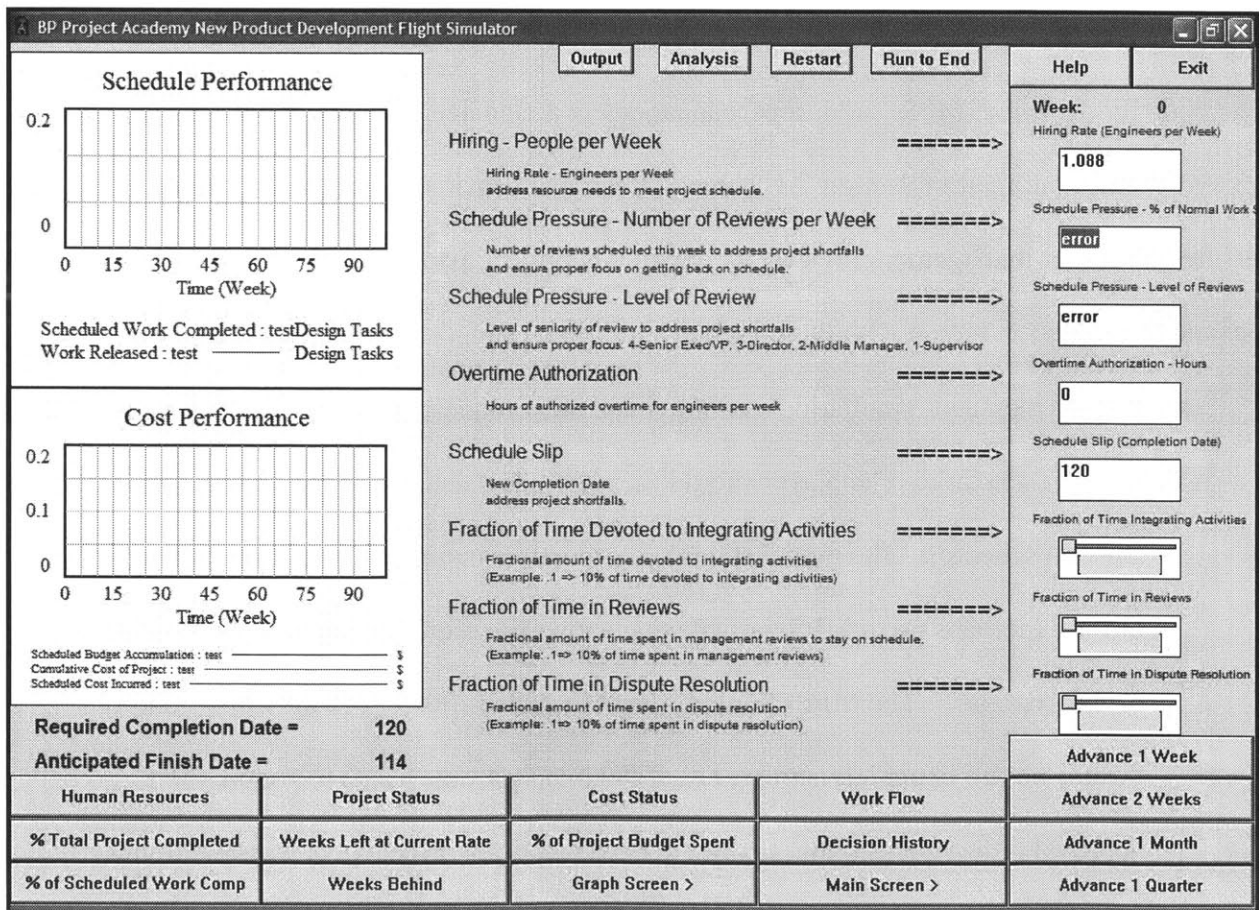 BP Project Academy New Product Development Flight Simulator
Output Analysis Restart Run to End
Help Exit
Schedule Performance
0.2
0
0 15 30 45 60 75 90
Time (Week)
Scheduled Work Completed : testDesign Tasks
Work Released : test Design Tasks
Cost Performance
0.2
0.1
0
0 15 30 45 60 75 90
Time (Week)
Scheduled Budget Accumulation : test $
Cumulative Cost of Project : test $
Scheduled Cost Incurred : test $
Required Completion Date = 120
Anticipated Finish Date = 114
Hiring - People per Week =======>
Hiring Rate - Engineers per Week
address resource needs to meet project schedule.
Schedule Pressure - Number of Reviews per Week =======>
Number of reviews scheduled this week to address project shortfalls
and ensure proper focus on getting back on schedule.
Schedule Pressure - Level of Review =======>
Level of seniority of review to address project shortfalls
and ensure proper focus: 4-Senior Exec/VP, 3-Director, 2-Middle Manager, 1-Supervisor
Overtime Authorization =======>
Hours of authorized overtime for engineers per week
Schedule Slip =======>
New Completion Date
address project shortfalls.
Fraction of Time Devoted to Integrating Activities =======>
Fractional amount of time devoted to integrating activities
(Example: .1 => 10% of time devoted to integrating activities)
Fraction of Time in Reviews =======>
Fractional amount of time spent in management reviews to stay on schedule.
(Example: .1=> 10% of time spent in management reviews)
Fraction of Time in Dispute Resolution =======>
Fractional amount of time spent in dispute resolution
(Example: .1=> 10% of time spent in dispute resolution)
Week: 0
Hiring Rate (Engineers per Week)
1.088
Schedule Pressure - % of Normal Work S
error
Schedule Pressure - Level of Reviews
error
Overtime Authorization - Hours
0
Schedule Slip (Completion Date)
120
Fraction of Time Integrating Activities
Fraction of Time in Reviews
Fraction of Time in Dispute Resolution
Advance 1 Week
Human Resources Project Status Cost Status Work Flow Advance 2 Weeks
% Total Project Completed Weeks Left at Current Rate % of Project Budget Spent Decision History Advance 1 Month
% of Scheduled Work Comp Weeks Behind Graph Screen > Main Screen > Advance 1 Quarter